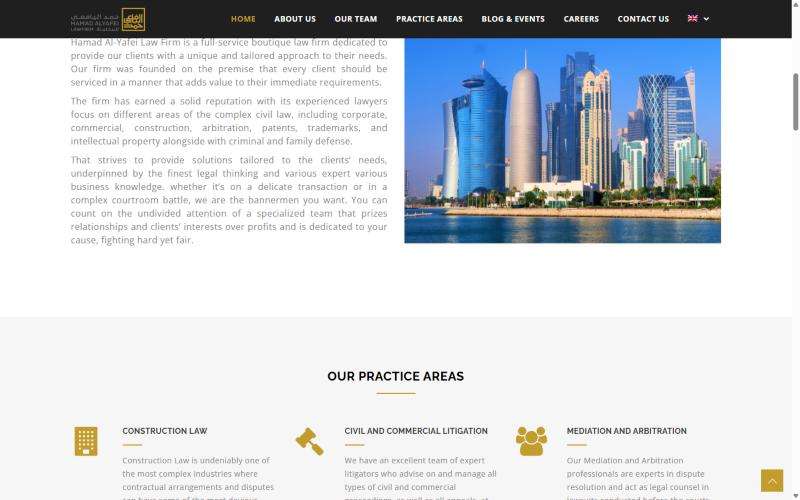 حمد اليافعي
HAMAD ALYAFEI
LAW FIRM
HOME
ABOUT US
OUR TEAM
PRACTICE AREAS
BLOG & EVENTS
CAREERS
CONTACT US
Hamad Al-Yafei Law Firm is a full-service boutique law firm dedicated to
provide our clients with a unique and tailored approach to their needs.
Our firm was founded on the premise that every client should be
serviced in a manner that adds value to their immediate requirements.
The firm has earned a solid reputation with its experienced lawyers
focus on different areas of the complex civil law, including corporate,
commercial, construction, arbitration, patents, trademarks, and
intellectual property alongside with criminal and family defense.
That strives to provide solutions tailored to the clients' needs,
underpinned by the finest legal thinking and various expert various
business knowledge. whether it's on a delicate transaction or in a
complex courtroom battle, we are the bannermen you want. You can
count on the undivided attention of a specialized team that prizes
relationships and clients' interests over profits and is dedicated to your
cause, fighting hard yet fair.
OUR PRACTICE AREAS
CONSTRUCTION LAW
Construction Law is undeniably one of
the most complex industries where
contractual arrangements and disputes
CIVIL AND COMMERCIAL LITIGATION
We have an excellent team of expert
litigators who advise on and manage all
types of civil and commercial
MEDIATION AND ARBITRATION
Our Mediation and Arbitration
professionals are experts in dispute
resolution and act as legal counsel in